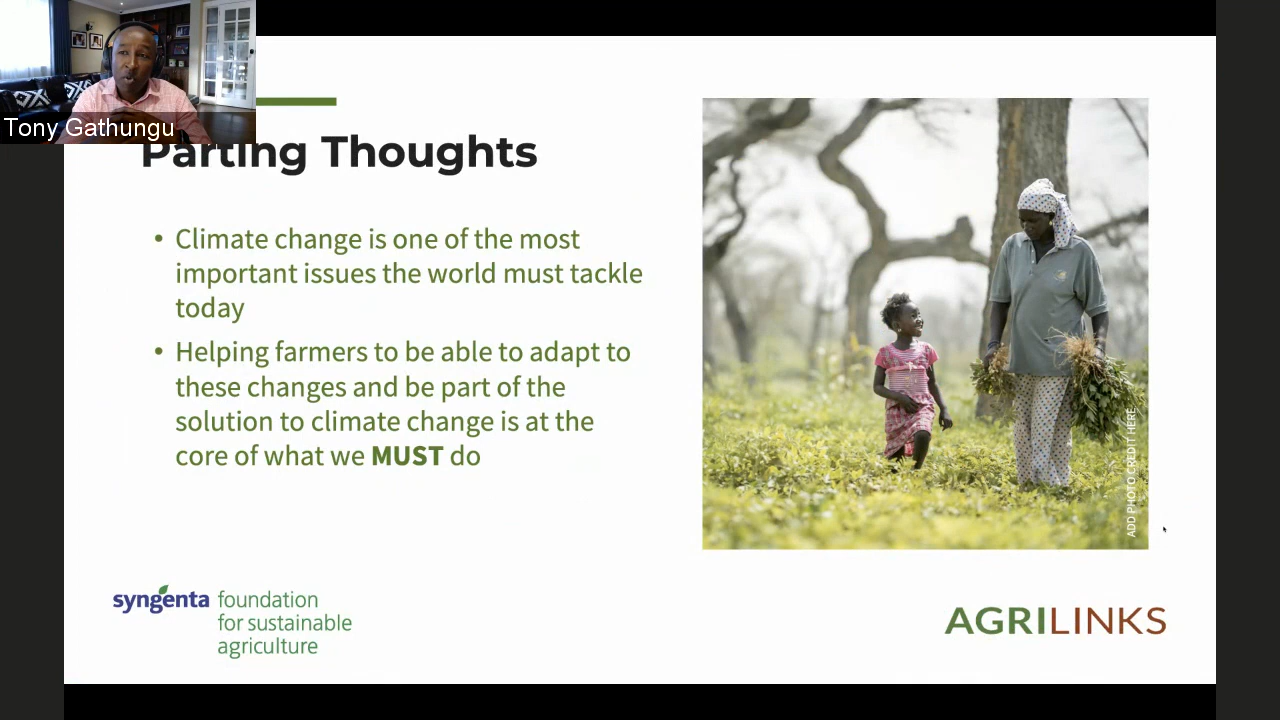 Tony Gathungu
Parting Thoughts
• Climate change is one of the most
important issues the world must tackle
today
• Helping farmers to be able to adapt to
these changes and be part of the
solution to climate change is at the
core of what we MUST do
ADD PHOTO CREDIT HERE
syngenta foundation
for sustainable
agriculture
AGRILINKS